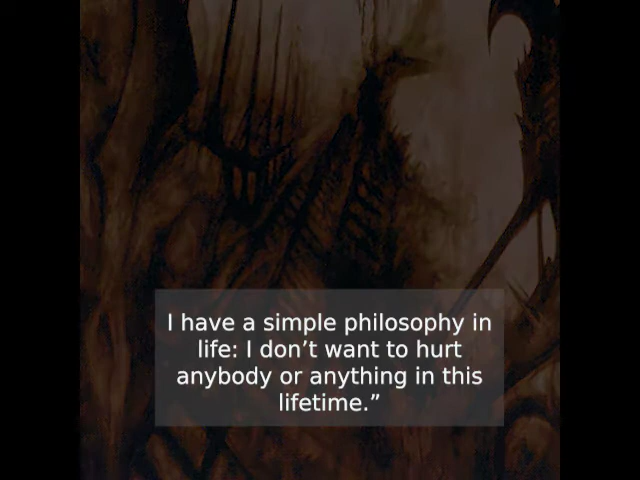 I have a simple philosophy in
life: I don’t want to hurt
anybody or anything in this
lifetime.”